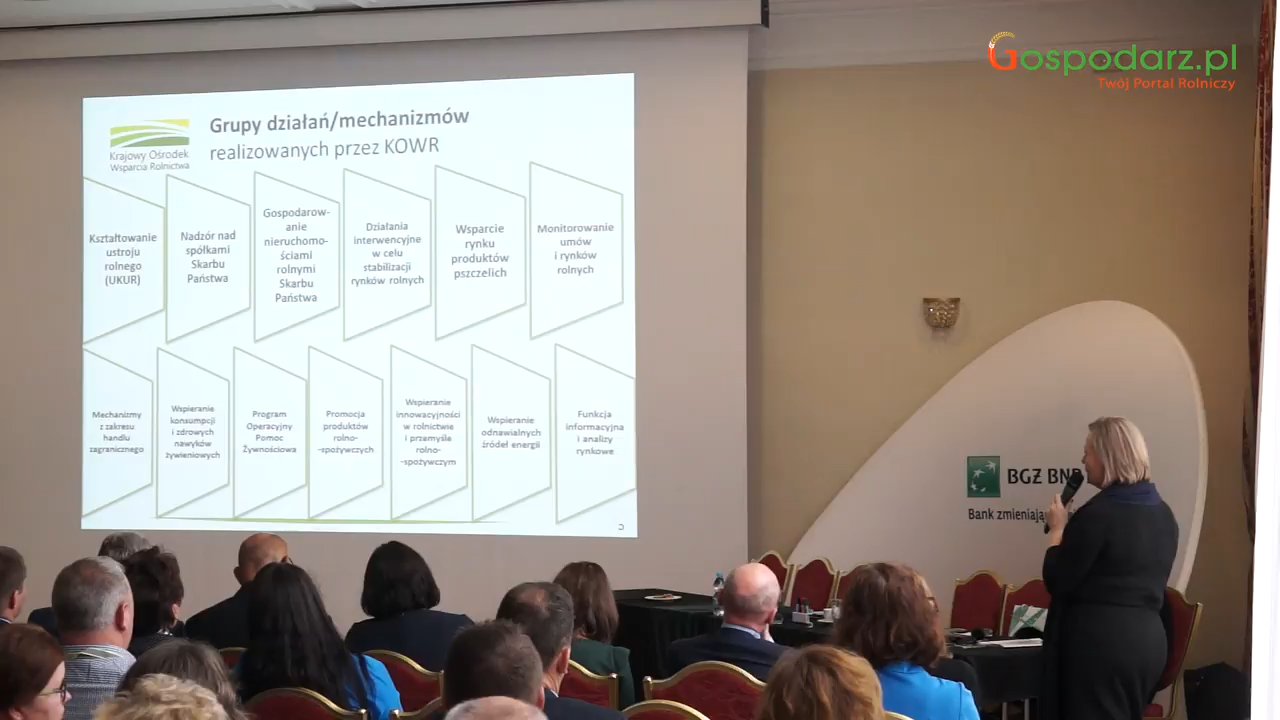 Gospodarz.pl
Twój Portal Rolniczy
Krajowy Ośrodek
Wsparcia Rolnictwa
Grupy działań/mechanizmów
realizowanych przez KOWR
Kształtowanie
ustroju
rolnego
(UKUR)
Nadzór nad
spółkami
Skarbu
Państwa
Gospodarow-
anie
nieruchomo-
ściami
rolnymi
Skarbu
Państwa
Działania
interwencyjne
w celu
stabilizacji
rynków rolnych
Wsparcie
rynku
produktów
pszczelich
Monitorowanie
umów
i rynków
rolnych
Mechanizmy
z zakresu
handlu
zagranicznego
Wspieranie
konsumpcji
i zdrowych
nawyków
żywieniowych
Program
Operacyjny
Pomoc
Żywnościowa
Promocja
produktów
rolno-
-spożywczych
Wspieranie
innowacyjności
w rolnictwie
i przemyśle
rolno-
-spożywczym
Wspieranie
odnawialnych
źródeł energii
Funkcja
informacyjna
i analizy
rynkowe
BGŻ BNP
Bank zmieniają